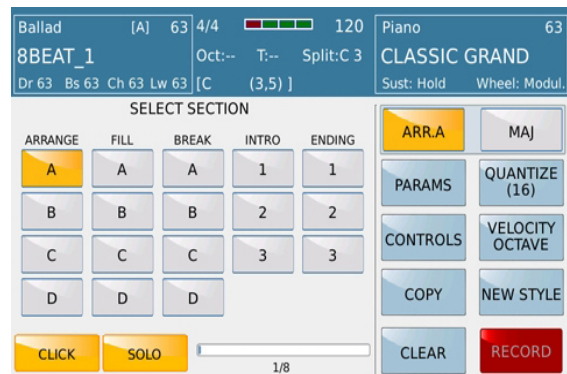 Ballad [A] 63 4/4 120 Piano 63
8BEAT_1 Oct:-- T:-- Split:C 3 CLASSIC GRAND
Dr 63 Bs 63 Ch 63 Lw 63 [C (3,5) ] Sust: Hold Wheel: Modul.
SELECT SECTION
ARRANGE FILL BREAK INTRO ENDING
A A A 1 1
B B B 2 2
C C C 3 3
D D D
CLICK SOLO 1/8
ARR.A MAJ
PARAMS QUANTIZE
(16)
CONTROLS VELOCITY
OCTAVE
COPY NEW STYLE
CLEAR RECORD